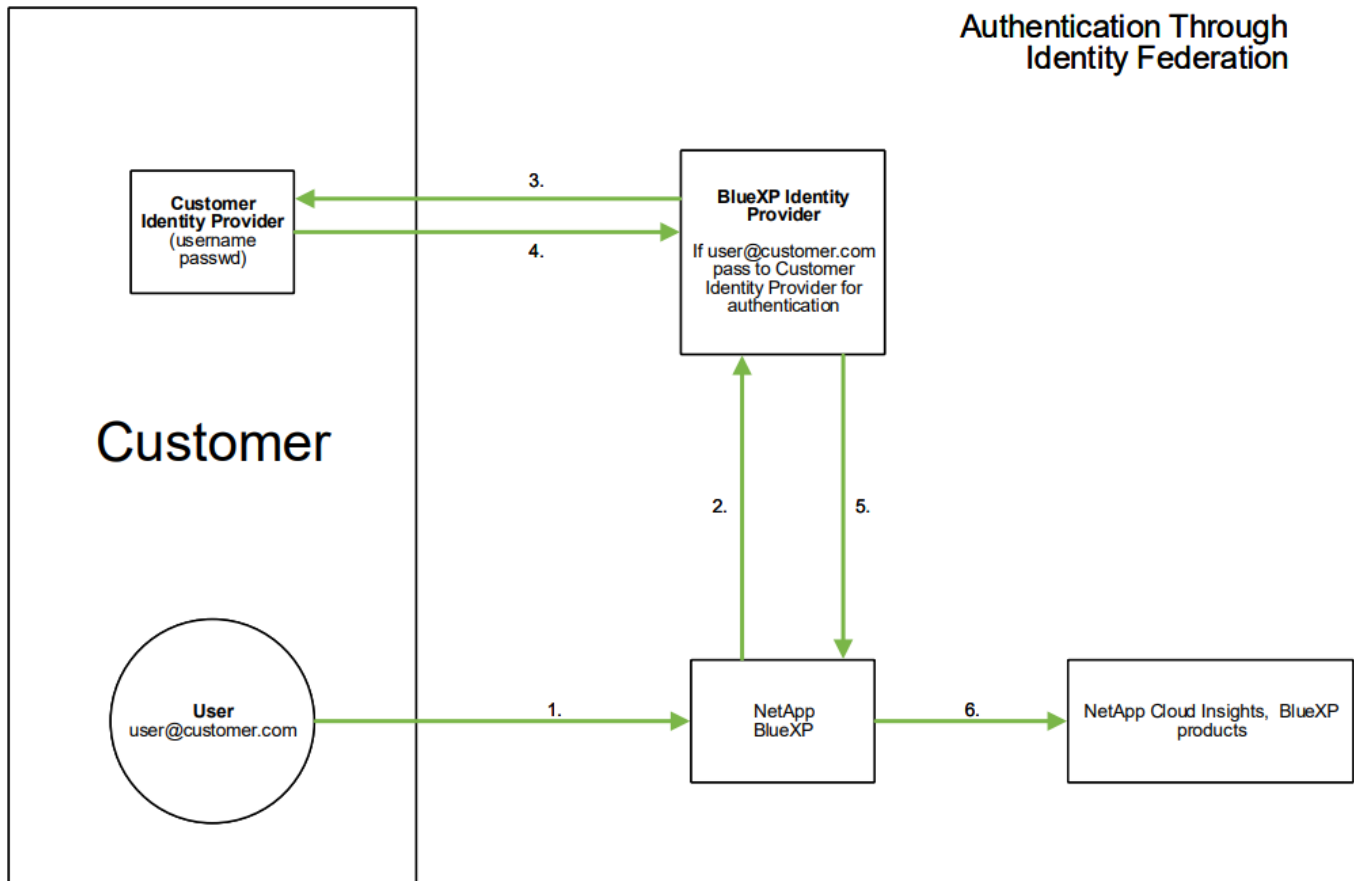 Authentication Through
Identity Federation
Customer
Identity Provider
(username
passwd)
3.
4.
BlueXP Identity
Provider
If user@customer.com
pass to Customer
Identity Provider for
authentication
Customer
2.
5.
User
user@customer.com
1.
NetApp
BlueXP
6.
NetApp Cloud Insights, BlueXP
products